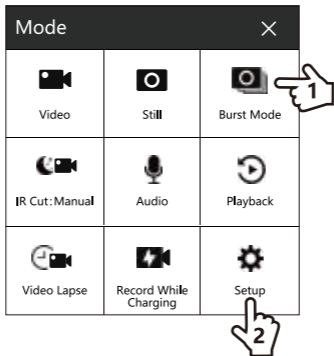 Mode
Video
Still
Burst Mode
1
IR Cut:Manual
Audio
Playback
Video Lapse
Record While
Charging
Setup
2